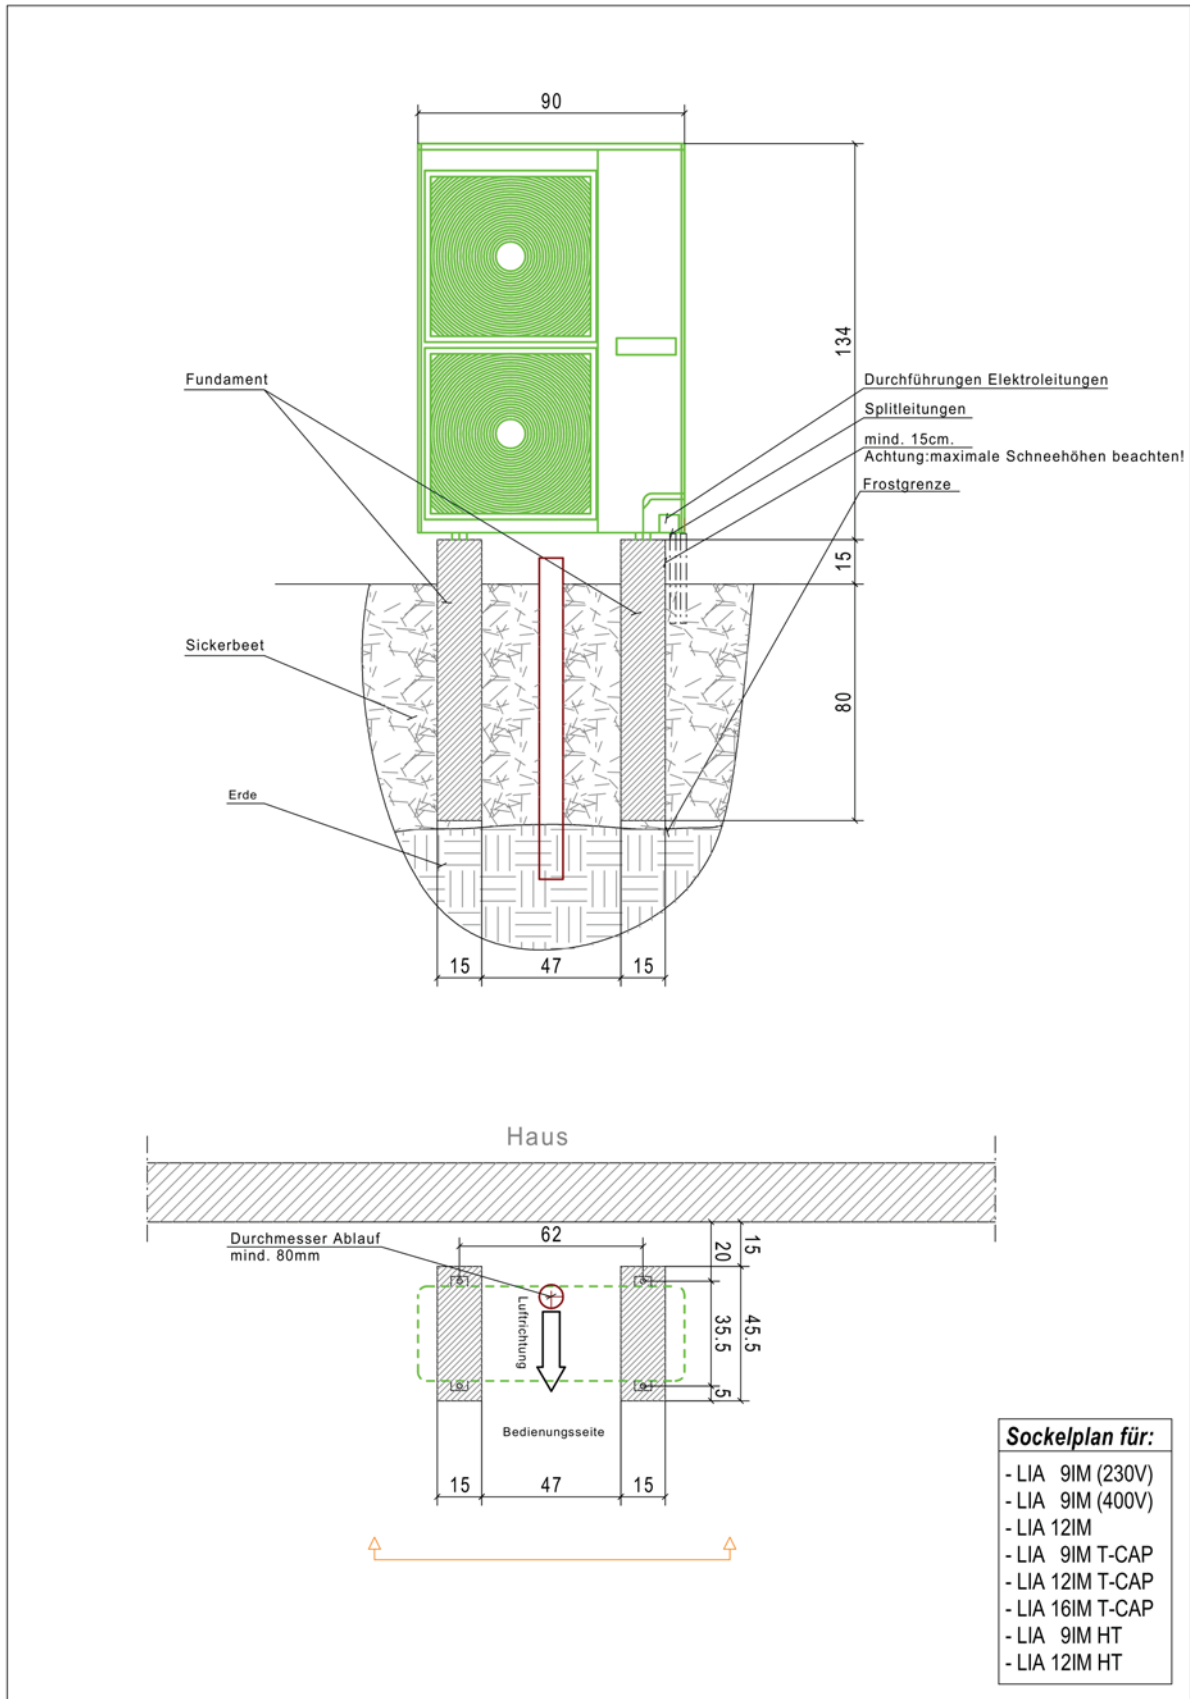 90
134
Fundament
Durchführungen Elektroleitungen
Splitleitungen
mind. 15cm.
Achtung:maximale Schneehöhen beachten!
Frostgrenze
15
Sickerbeet
80
Erde
15 47 15
Haus
Durchmesser Ablauf
mind. 80mm
62
20
15
Luftrichtung
35.5
45.5
5
Bedienungsseite
15 47 15
Sockelplan für:
- LIA 9IM (230V)
- LIA 9IM (400V)
- LIA 12IM
- LIA 9IM T-CAP
- LIA 12IM T-CAP
- LIA 16IM T-CAP
- LIA 9IM HT
- LIA 12IM HT